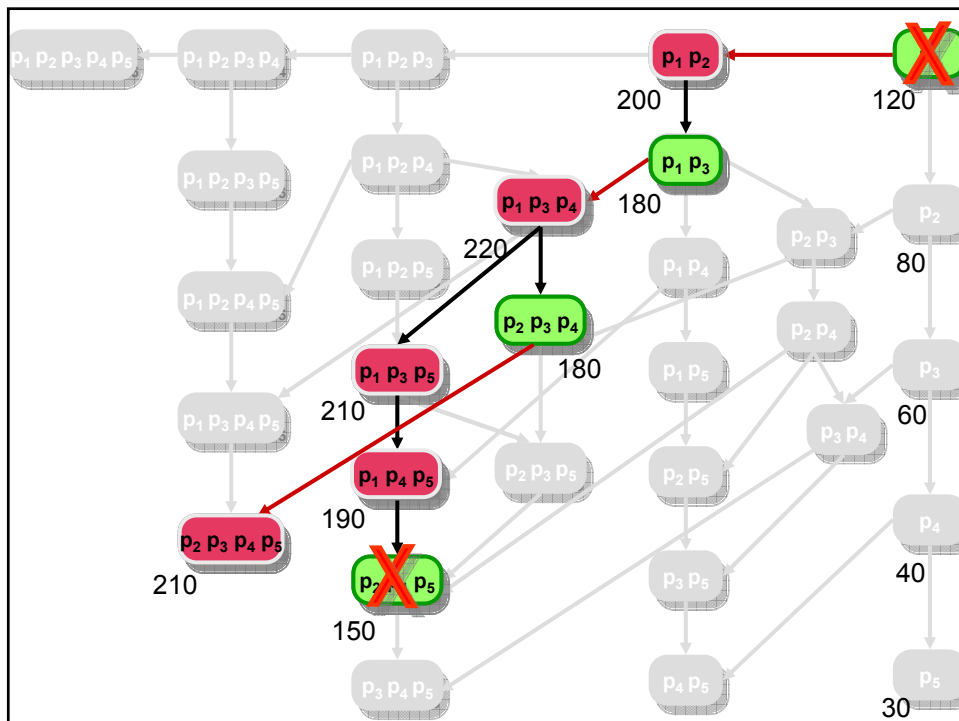 p₁ p₂ p₃ p₄ p₅
p₁ p₂ p₃ p₄
p₁ p₂ p₃
p₁ p₂
200
120
p₁ p₂ p₃ p₅
p₁ p₂ p₄
p₁ p₃
180
p₁ p₃ p₄
220
p₂ p₃
p₂
80
p₁ p₂ p₅
p₁ p₄
p₁ p₂ p₄ p₅
p₂ p₃ p₄
180
p₂ p₄
p₁ p₃ p₅
210
p₁ p₅
p₃
60
p₁ p₃ p₄ p₅
p₃ p₄
p₁ p₄ p₅
190
p₂ p₃ p₅
p₂ p₅
p₂ p₃ p₄ p₅
210
p₄
40
p₂ p₅
150
p₃ p₅
p₃ p₄ p₅
p₄ p₅
p₅
30